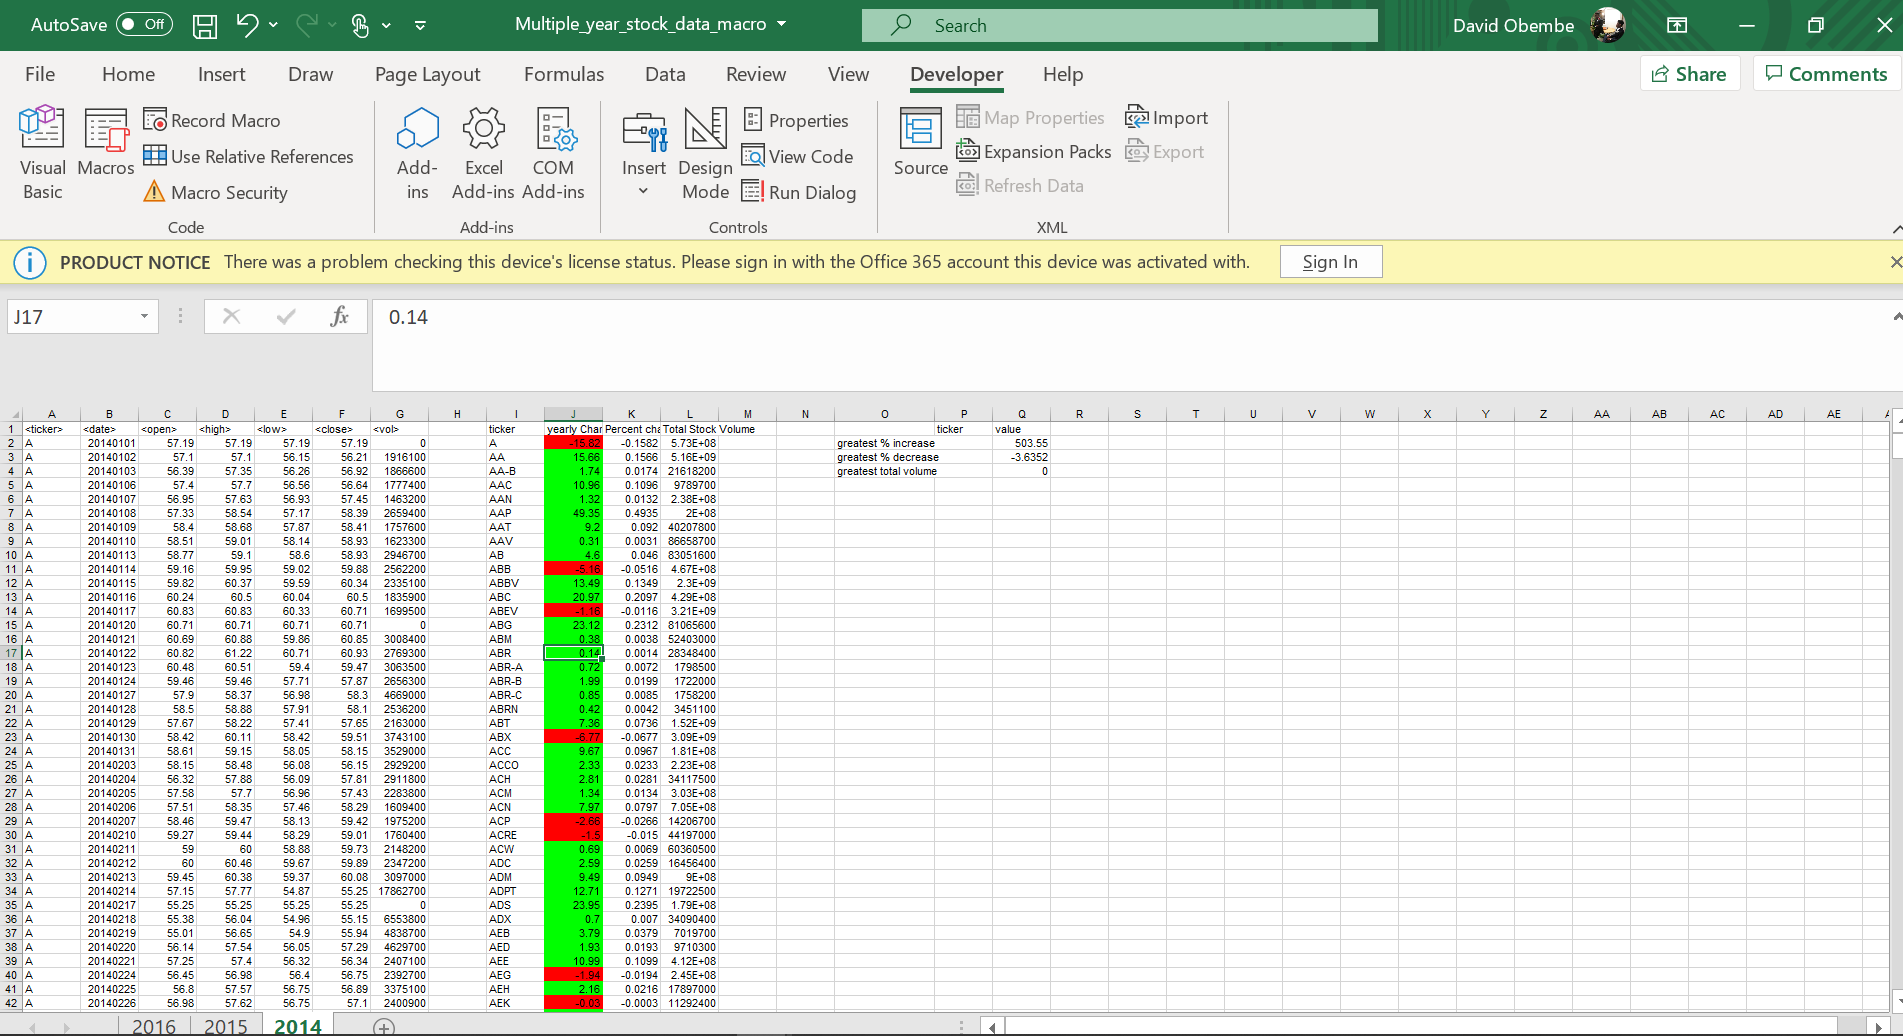 AutoSave Off Multiple_year_stock_data_macro Search David Obembe
File Home Insert Draw Page Layout Formulas Data Review View Developer Help Share Comments
Visual Basic
Macros
Record Macro
Use Relative References
Macro Security
Code
Add-ins
Excel Add-ins
COM Add-ins
Add-ins
Insert
Design Mode
Properties
View Code
Run Dialog
Controls
Source
Map Properties
Expansion Packs
Refresh Data
Import
Export
XML
PRODUCT NOTICE There was a problem checking this device's license status. Please sign in with the Office 365 account this device was activated with. Sign In
J17 fx 0.14
A B C D E F G H I J K L M N O P Q R S T U V W X Y Z AA AB AC AD AE
1 <ticker> <date> <open> <high> <low> <close> <vol> ticker yearly Char Percent cha Total Stock Volume ticker value
2 A 20140101 57.19 57.19 57.19 57.19 0 A -15.82 -0.1582 5.73E+08 greatest % increase 503.55
3 A 20140102 57.1 57.1 56.15 56.21 1916100 AA 15.66 0.1566 5.16E+09 greatest % decrease -3.6352
4 A 20140103 56.39 57.35 56.26 56.92 1866600 AA-B 1.74 0.0174 21618200 greatest total volume 0
5 A 20140106 57.4 57.7 56.56 56.64 1777400 AAC 10.96 0.1096 9789700
6 A 20140107 56.95 57.63 56.93 57.45 1463200 AAN 1.32 0.0132 2.38E+08
7 A 20140108 57.33 58.54 57.17 58.39 2659400 AAP 49.35 0.4935 2E+08
8 A 20140109 58.4 58.68 57.87 58.41 1757600 AAT 9.2 0.092 40207800
9 A 20140110 58.51 59.01 58.14 58.93 1623300 AAV 0.31 0.0031 86658700
10 A 20140113 58.77 59.1 58.6 58.93 2946700 AB 4.6 0.046 83051600
11 A 20140114 59.16 59.95 59.02 59.88 2562200 ABB -5.16 -0.0516 4.67E+08
12 A 20140115 59.82 60.37 59.59 60.34 2335100 ABBV 13.49 0.1349 2.3E+09
13 A 20140116 60.24 60.5 60.04 60.5 1835900 ABC 20.97 0.2097 4.29E+08
14 A 20140117 60.83 60.83 60.33 60.71 1699500 ABEV -1.16 -0.0116 3.21E+09
15 A 20140120 60.71 60.71 60.71 60.71 0 ABG 23.12 0.2312 81065600
16 A 20140121 60.69 60.88 59.86 60.85 3008400 ABM 0.38 0.0038 52403000
17 A 20140122 60.82 61.22 60.71 60.93 2769300 ABR 0.14 0.0014 28348400
18 A 20140123 60.48 60.51 59.4 59.47 3063500 ABR-A 0.72 0.0072 1798500
19 A 20140124 59.46 59.46 57.71 57.87 2656300 ABR-B 1.99 0.0199 1722000
20 A 20140127 57.9 58.37 56.98 58.3 4669000 ABR-C 0.85 0.0085 1758200
21 A 20140128 58.5 58.88 57.91 58.1 2536200 ABRN 0.42 0.0042 3451100
22 A 20140129 57.67 58.22 57.41 57.65 2163000 ABT 7.36 0.0736 1.52E+09
23 A 20140130 58.42 60.11 58.42 59.51 3743100 ABX -6.77 -0.0677 3.09E+09
24 A 20140131 58.61 59.15 58.05 58.15 3529000 ACC 9.67 0.0967 1.81E+08
25 A 20140203 58.15 58.48 56.08 56.15 2929200 ACCO 2.33 0.0233 2.23E+08
26 A 20140204 56.32 57.88 56.09 57.81 2911800 ACH 2.81 0.0281 34117500
27 A 20140205 57.58 57.7 56.96 57.43 2283800 ACM 1.34 0.0134 3.03E+08
28 A 20140206 57.51 58.35 57.46 58.29 1609400 ACN 7.97 0.0797 7.05E+08
29 A 20140207 58.46 59.47 58.13 59.42 1975200 ACP -2.66 -0.0266 14206700
30 A 20140210 59.27 59.44 58.29 59.01 1760400 ACRE -1.5 -0.015 44197000
31 A 20140211 59 60 58.88 59.73 2148200 ACW 0.69 0.0069 60360500
32 A 20140212 60 60.46 59.67 59.89 2347200 ADC 2.59 0.0259 16456400
33 A 20140213 59.45 60.38 59.37 60.08 3097000 ADM 9.49 0.0949 9E+08
34 A 20140214 57.15 57.77 54.87 55.25 17862700 ADPT 12.71 0.1271 19722500
35 A 20140217 55.25 55.25 55.25 55.25 0 ADS 23.95 0.2395 1.79E+08
36 A 20140218 55.38 56.04 54.96 55.15 6553800 ADX 0.7 0.007 34090400
37 A 20140219 55.01 56.65 54.9 55.94 4838700 AEB 3.79 0.0379 7019700
38 A 20140220 56.14 57.54 56.05 57.29 4629700 AED 1.93 0.0193 9710300
39 A 20140221 57.25 57.4 56.32 56.34 2407100 AEE 10.99 0.1099 4.12E+08
40 A 20140224 56.45 56.98 56.4 56.75 2392700 AEG -1.94 -0.0194 2.45E+08
41 A 20140225 56.8 57.57 56.75 56.89 3375100 AEH 2.16 0.0216 17897000
42 A 20140226 56.98 57.62 56.75 57.1 2400900 AEK -0.03 -0.0003 11292400
2016 2015 2014